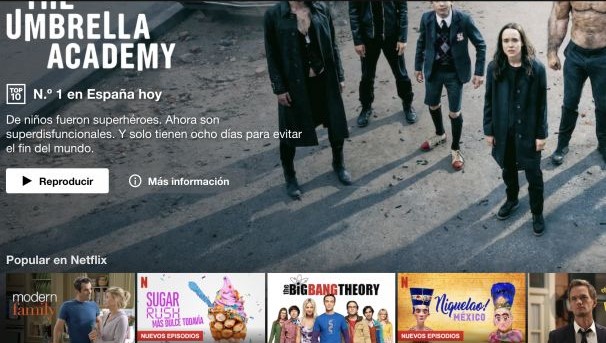 THE
UMBRELLA
ACADEMY
TOP
10
N.º 1 en España hoy
De niños fueron superhéroes. Ahora son
superdisfuncionales. Y solo tienen ocho días para evitar
el fin del mundo.
Reproducir
Más información
Popular en Netflix
modern
family
N
SUGAR
RUSH
MÁS DULCE TODAVÍA
NUEVOS EPISODIOS
THE BIG BANG THEORY
N
Niquelao!
MÉXICO
NUEVOS EPISODIOS